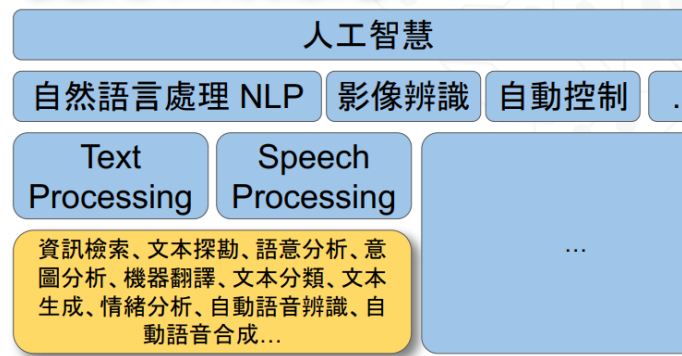 人工智慧
自然語言處理 NLP
影像辨識
自動控制
..
Text
Processing
Speech
Processing
資訊檢索、文本探勘、語意分析、意
圖分析、機器翻譯、文本分類、文本
生成、情緒分析、自動語音辨識、自
動語音合成...
...